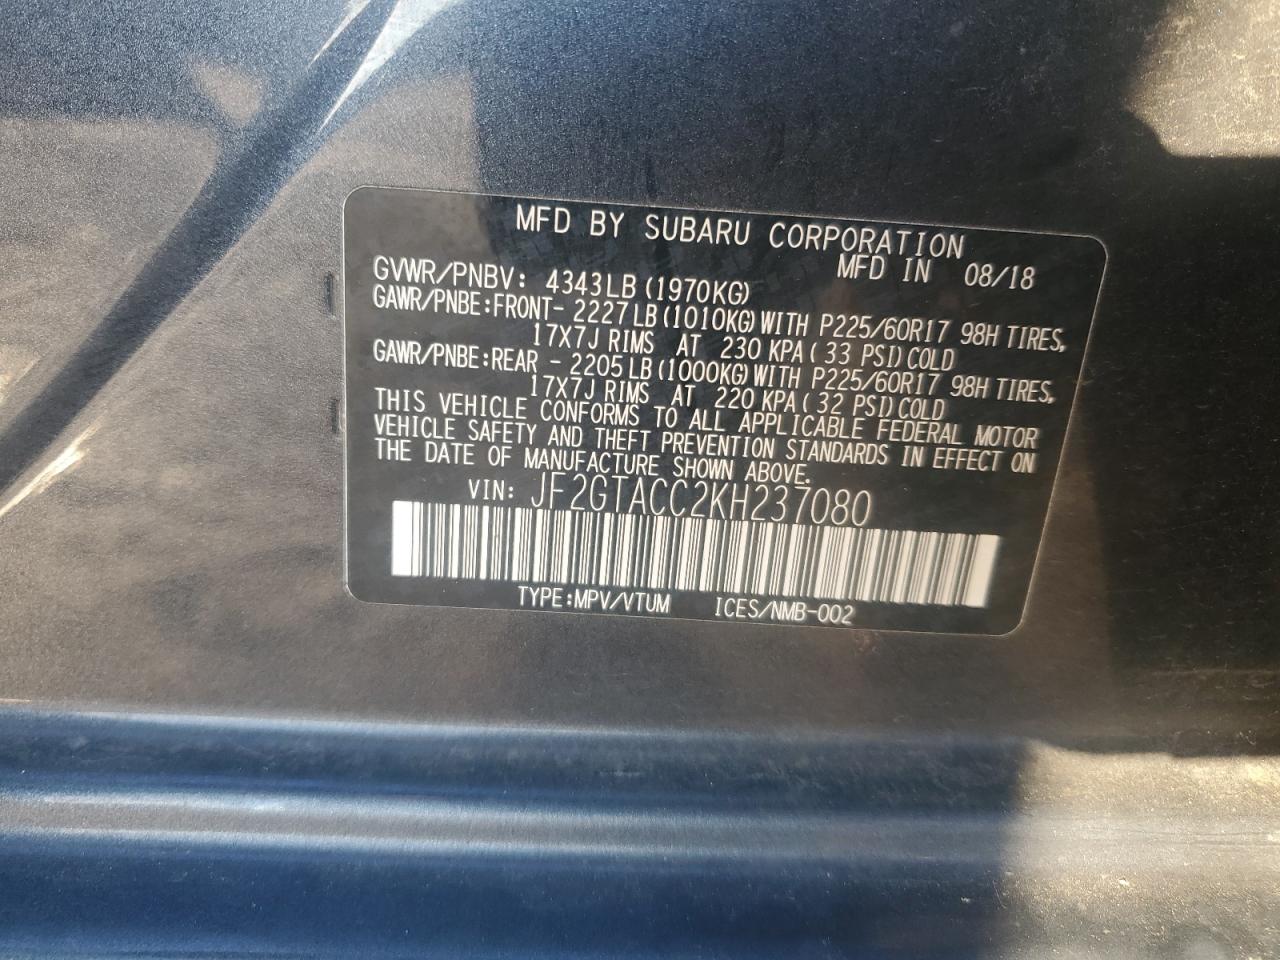 MFD BY SUBARU CORPORATION
MFD IN 08/18
GVWR/PNBV: 4343LB (1970KG)
GAWR/PNBE:FRONT- 2227LB (1010KG) WITH P225/60R17 98H TIRES,
17X7J RIMS AT 230 KPA ( 33 PSI) COLD
GAWR/PNBE:REAR - 2205LB (1000KG) WITH P225/60R17 98H TIRES,
17X7J RIMS AT 220 KPA ( 32 PSI) COLD
THIS VEHICLE CONFORMS TO ALL APPLICABLE FEDERAL MOTOR
VEHICLE SAFETY AND THEFT PREVENTION STANDARDS IN EFFECT ON
THE DATE OF MANUFACTURE SHOWN ABOVE.
VIN: JF2GTACC2KH237080
TYPE:MPV/VTUM ICES/NMB-002